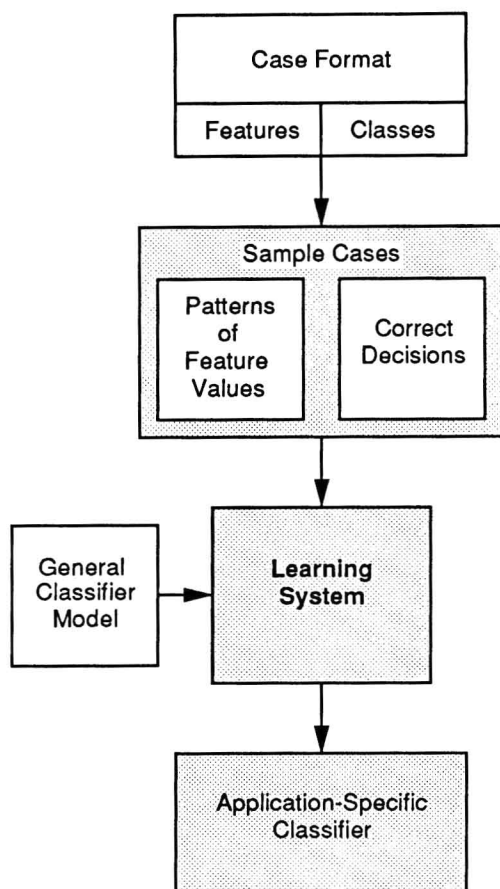 Case Format
Features
Classes
Sample Cases
Patterns
of
Feature
Values
Correct
Decisions
General
Classifier
Model
Learning
System
Application-Specific
Classifier